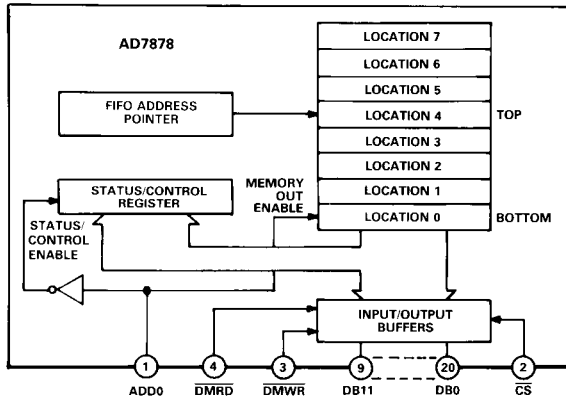 AD7878
LOCATION 7
LOCATION 6
LOCATION 5
LOCATION 4
LOCATION 3
LOCATION 2
LOCATION 1
LOCATION 0
TOP
BOTTOM
FIFO ADDRESS
POINTER
STATUS/CONTROL
REGISTER
MEMORY
OUT
ENABLE
STATUS/
CONTROL
ENABLE
INPUT/OUTPUT
BUFFERS
1
4
3
9
20
2
ADD0
DMRD
DMWR
DB11
DB0
CS